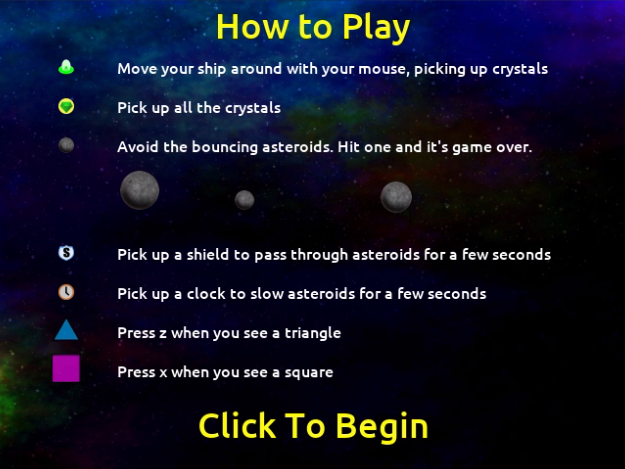 How to Play
Move your ship around with your mouse, picking up crystals
Pick up all the crystals
Avoid the bouncing asteroids. Hit one and it's game over.
Pick up a shield to pass through asteroids for a few seconds
Pick up a clock to slow asteroids for a few seconds
Press z when you see a triangle
Press x when you see a square
Click To Begin